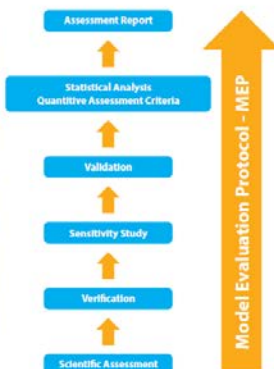 Assessment Report
Statistical Analysis
Quantitive Assessment Criteria
Validation
Sensitivity Study
Verification
Scientific Assessment
Model Evaluation Protocol - MEP